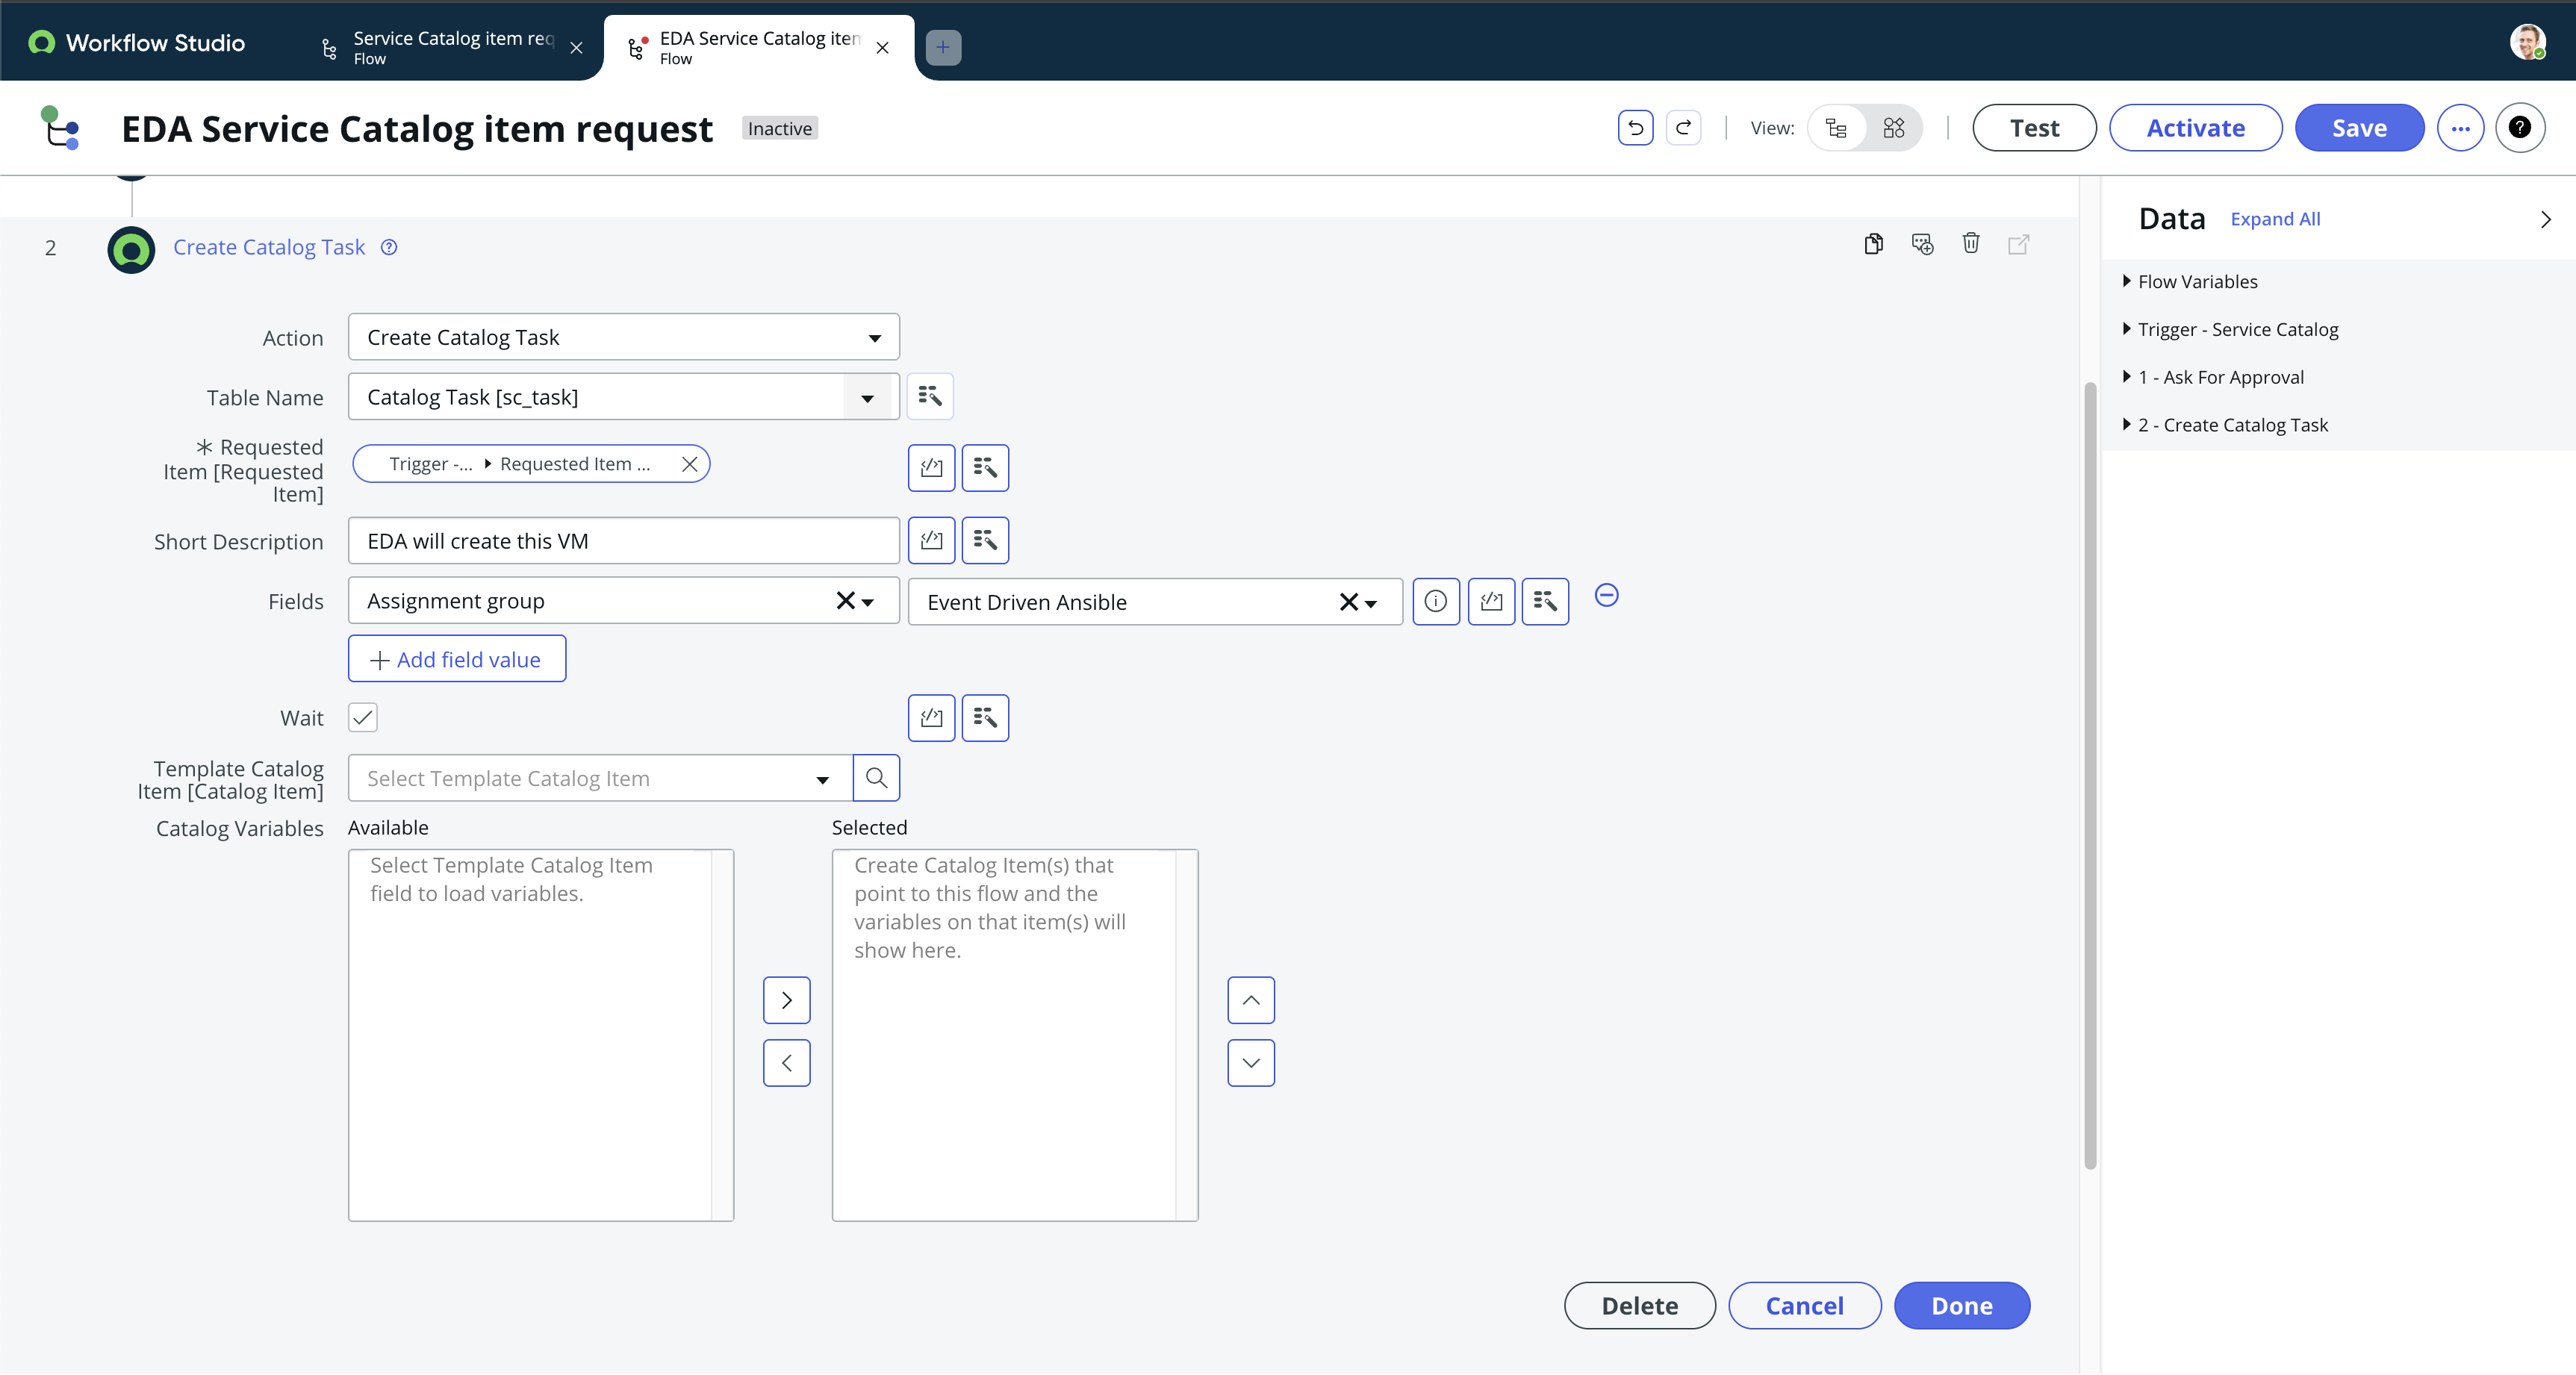 Workflow Studio
Service Catalog item req
Flow
EDA Service Catalog iten
Flow
EDA Service Catalog item request
Inactive
View:
Test
Activate
Save
2
Create Catalog Task
Action
Create Catalog Task
Table Name
Catalog Task [sc_task]
* Requested
Item [Requested
Item]
Trigger -... ▸ Requested Item ...
Short Description
EDA will create this VM
Fields
Assignment group
Event Driven Ansible
+ Add field value
Wait
Template Catalog
Item [Catalog Item]
Select Template Catalog Item
Catalog Variables
Available
Select Template Catalog Item
field to load variables.
Selected
Create Catalog Item(s) that
point to this flow and the
variables on that item(s) will
show here.
Delete
Cancel
Done
Data
Expand All
Flow Variables
Trigger - Service Catalog
1 - Ask For Approval
2 - Create Catalog Task